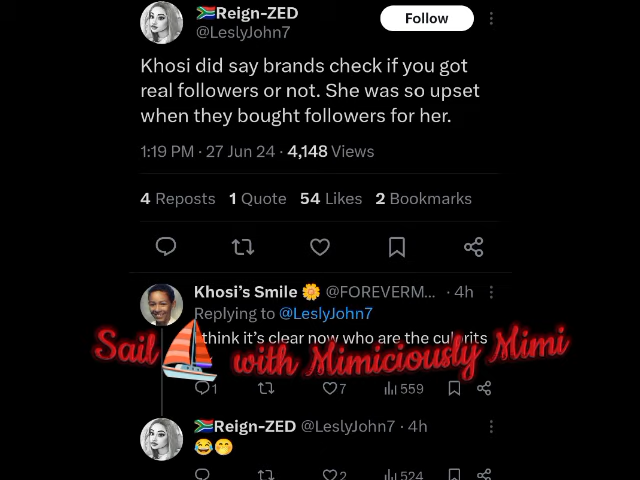 🇿🇦Reign-ZED
Follow
@LeslyJohn7
Khosi did say brands check if you got
real followers or not. She was so upset
when they bought followers for her.
1:19 PM · 27 Jun 24 · 4,148 Views
4 Reposts 1 Quote 54 Likes 2 Bookmarks
Khosi's Smile 🌼 @FOREVERM... · 4h
Replying to @LeslyJohn7
think it's clear now who are the culprits
Sail with Mimiciously Mimi
1 7 559
🇿🇦Reign-ZED @LeslyJohn7 · 4h
😂🤭
2 524